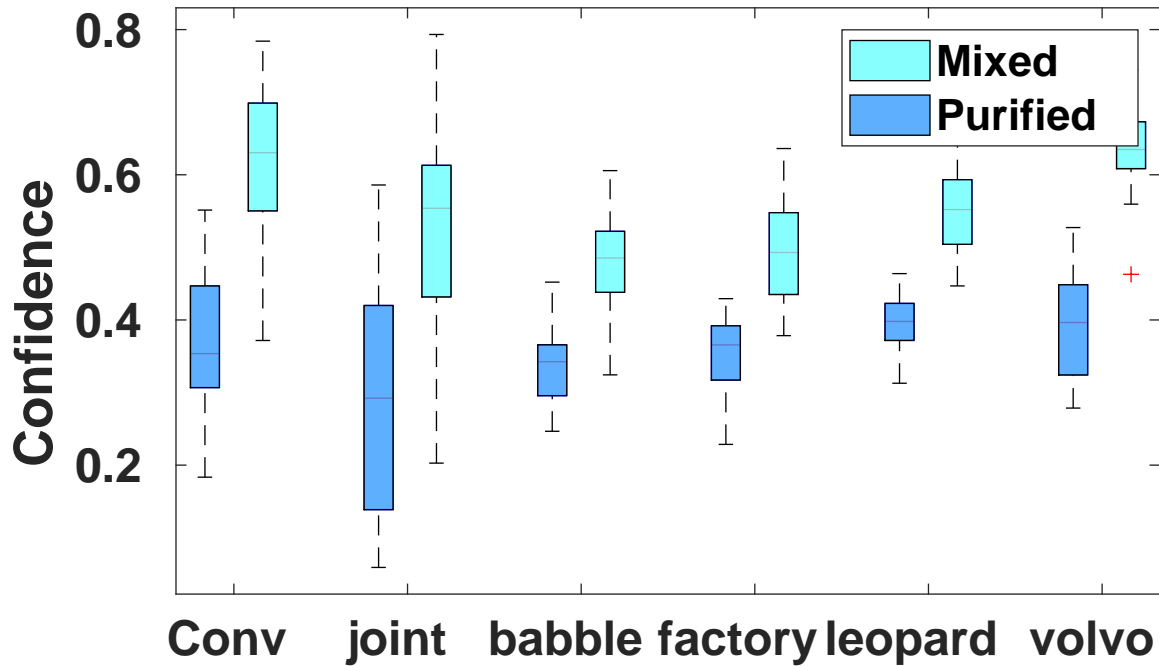 0.8
0.6
0.4
0.2
Confidence
Mixed
Purified
Conv joint babble factory leopard volvo